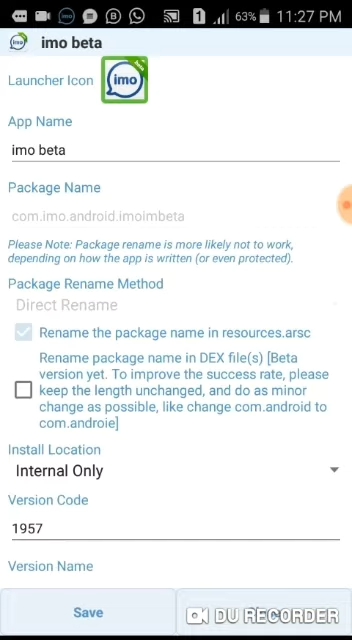 63% 11:27 PM
imo beta
Launcher Icon
imo
beta
App Name
imo beta
Package Name
com.imo.android.imoimbeta
Please Note: Package rename is more likely not to work,
depending on how the app is written (or even protected).
Package Rename Method
Direct Rename
Rename the package name in resources.arsc
Rename package name in DEX file(s) [Beta
version yet. To improve the success rate, please
keep the length unchanged, and do as minor
change as possible, like change com.android to
com.androie]
Install Location
Internal Only
Version Code
1957
Version Name
Save
DU RECORDER